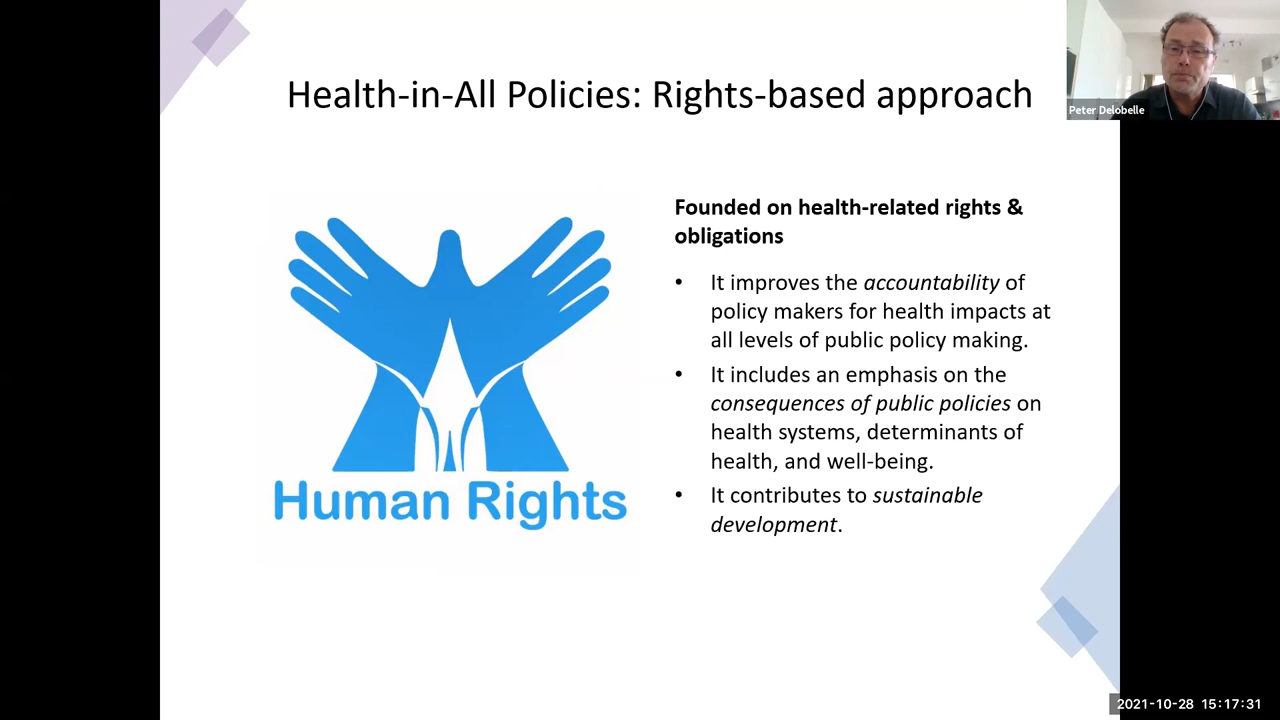 Health-in-All Policies: Rights-based approach
Peter Delobelle
Founded on health-related rights &
obligations
• It improves the accountability of
policy makers for health impacts at
all levels of public policy making.
• It includes an emphasis on the
consequences of public policies on
health systems, determinants of
health, and well-being.
• It contributes to sustainable
development.
Human Rights
2021-10-28 15:17:31